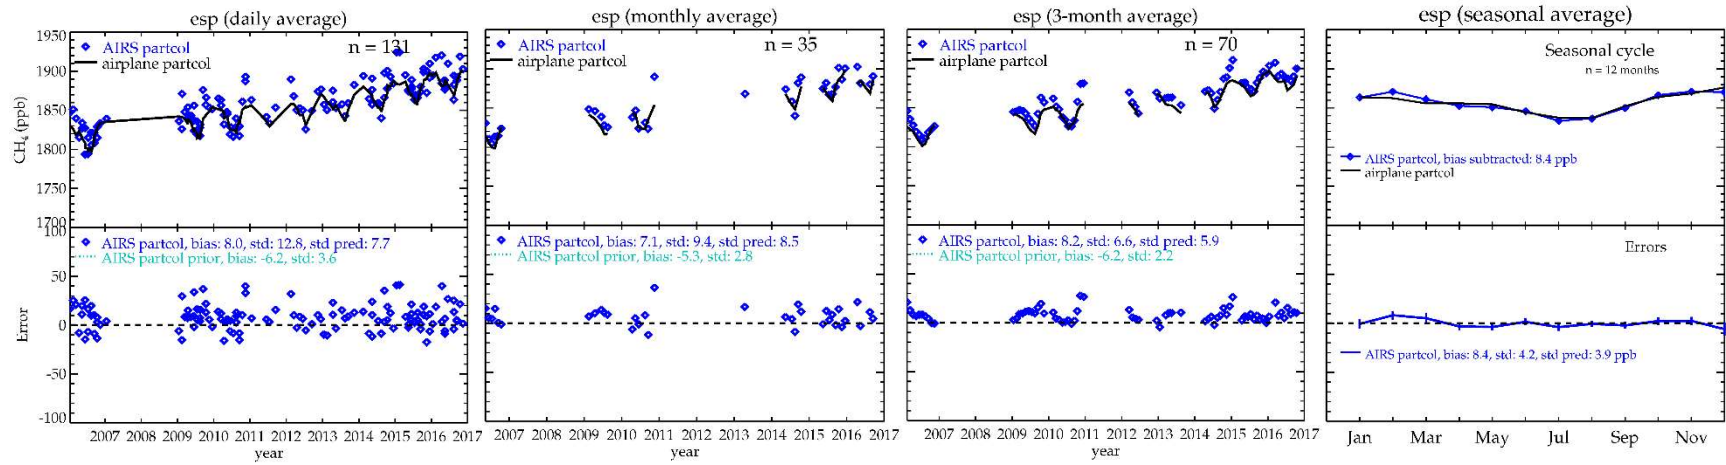 esp (daily average)
1950
1900
1850
1800
1750
1700
CH₄ (ppb)
AIRS partcol
airplane partcol
n = 131
100
50
0
-50
-100
Error
AIRS partcol, bias: 8.0, std: 12.8, std pred: 7.7
AIRS partcol prior, bias: -6.2, std: 3.6
2007 2008 2009 2010 2011 2012 2013 2014 2015 2016 2017
year
esp (monthly average)
AIRS partcol
airplane partcol
n = 35
AIRS partcol, bias: 7.1, std: 9.4, std pred: 8.5
AIRS partcol prior, bias: -5.3, std: 2.8
2007 2008 2009 2010 2011 2012 2013 2014 2015 2016 2017
year
esp (3-month average)
AIRS partcol
airplane partcol
n = 70
AIRS partcol, bias: 8.2, std: 6.6, std pred: 5.9
AIRS partcol prior, bias: -6.2, std: 2.2
2007 2008 2009 2010 2011 2012 2013 2014 2015 2016 2017
year
esp (seasonal average)
Seasonal cycle
n = 12 months
AIRS partcol, bias subtracted: 8.4 ppb
airplane partcol
Errors
AIRS partcol, bias: 8.4, std: 4.2, std pred: 3.9 ppb
Jan Mar May Jul Sep Nov